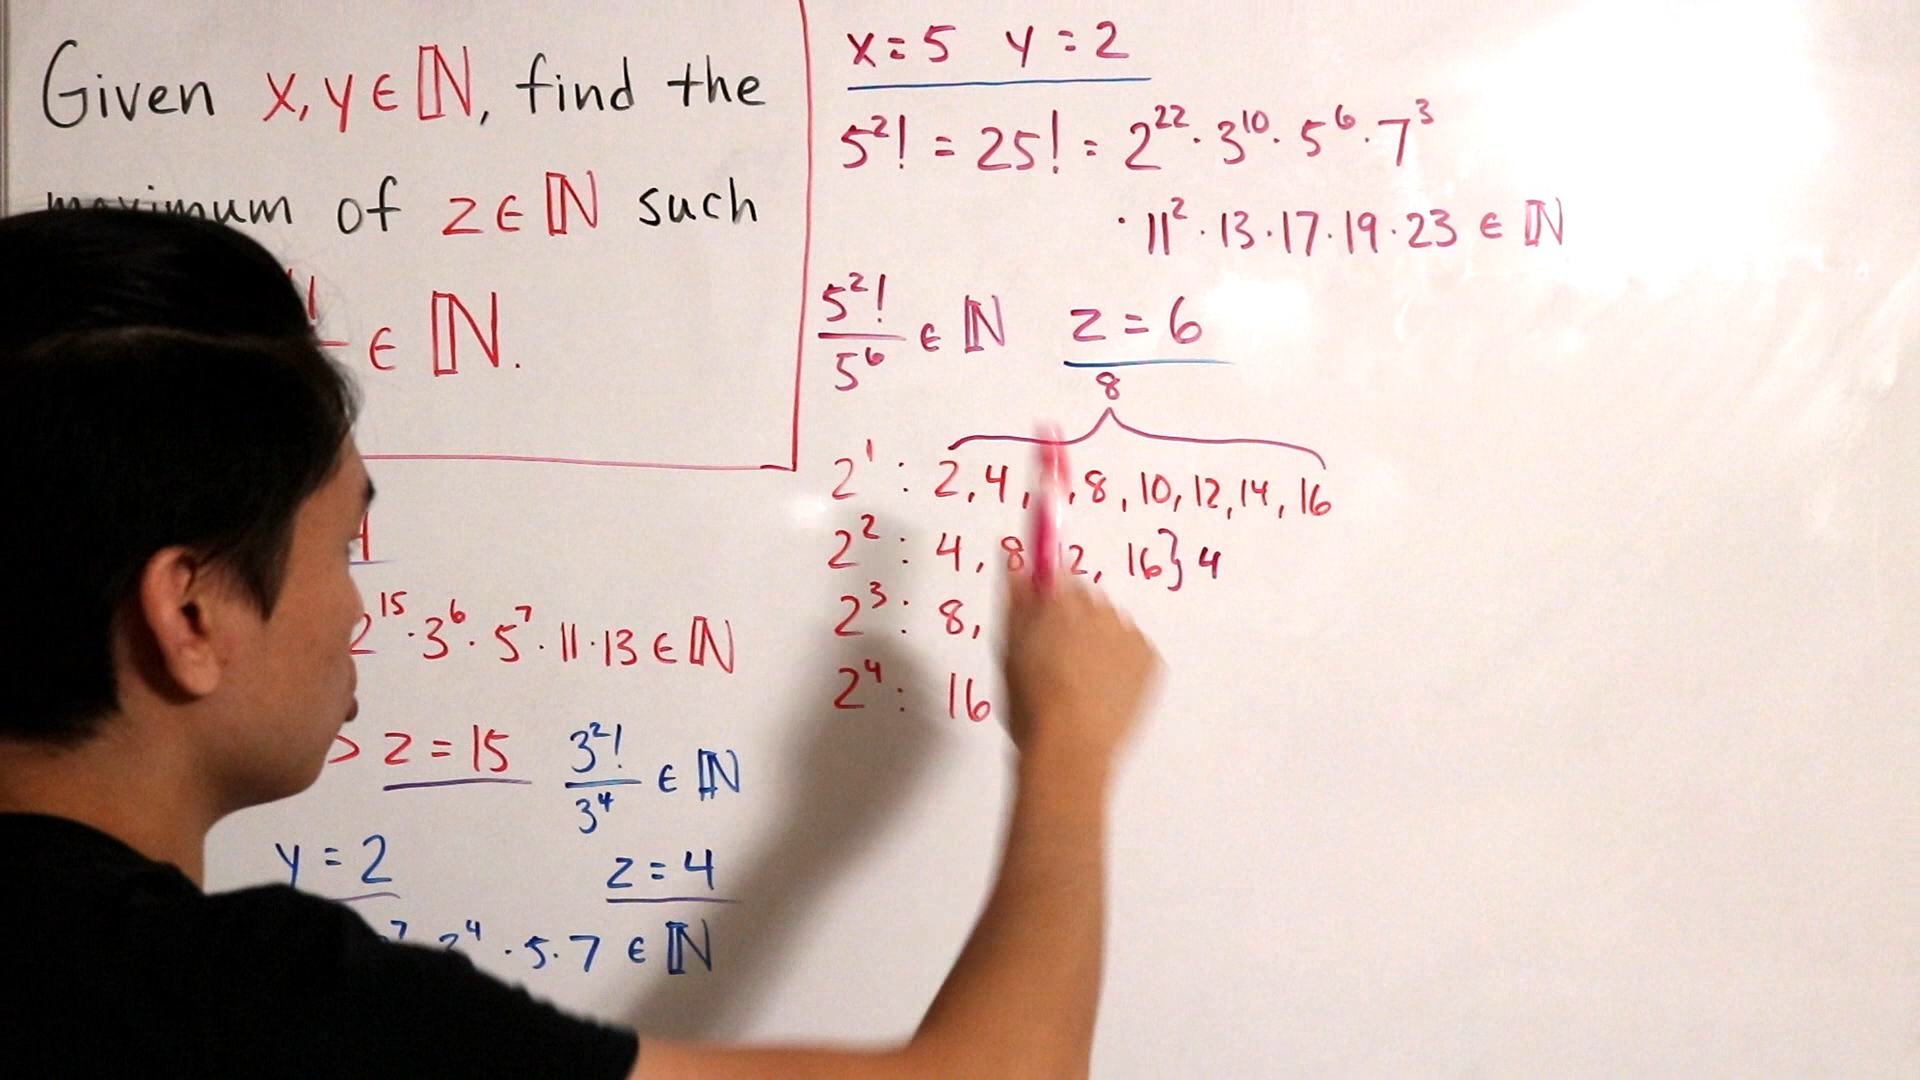 Given x, y ∈ ℕ, find the
maximum of z ∈ ℕ such
∈ ℕ.
2¹⁵·3⁶·5⁷·11·13 ∈ ℕ
> z = 15
3²!/3⁴ ∈ ℕ
y = 2
z = 4
⁷ 3⁴·5·7 ∈ ℕ
x = 5 y = 2
5²! = 25! = 2²²·3¹⁰·5⁶·7³
·11²·13·17·19·23 ∈ ℕ
5²!/5⁶ ∈ ℕ z = 6
8
2¹: 2, 4, , 8, 10, 12, 14, 16
2²: 4, 8 12, 16} 4
2³: 8,
2⁴: 16